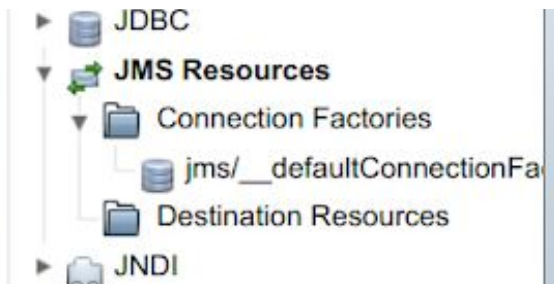 JDBC
JMS Resources
Connection Factories
jms/__defaultConnectionFa
Destination Resources
JNDI